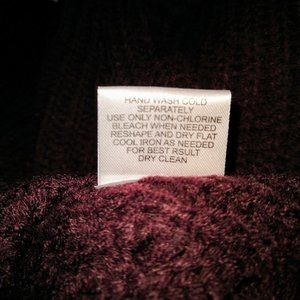 HAND WASH COLD
SEPARATELY
USE ONLY NON-CHLORINE
BLEACH WHEN NEEDED
RESHAPE AND DRY FLAT
COOL IRON AS NEEDED
FOR BEST RSULT
DRY CLEAN